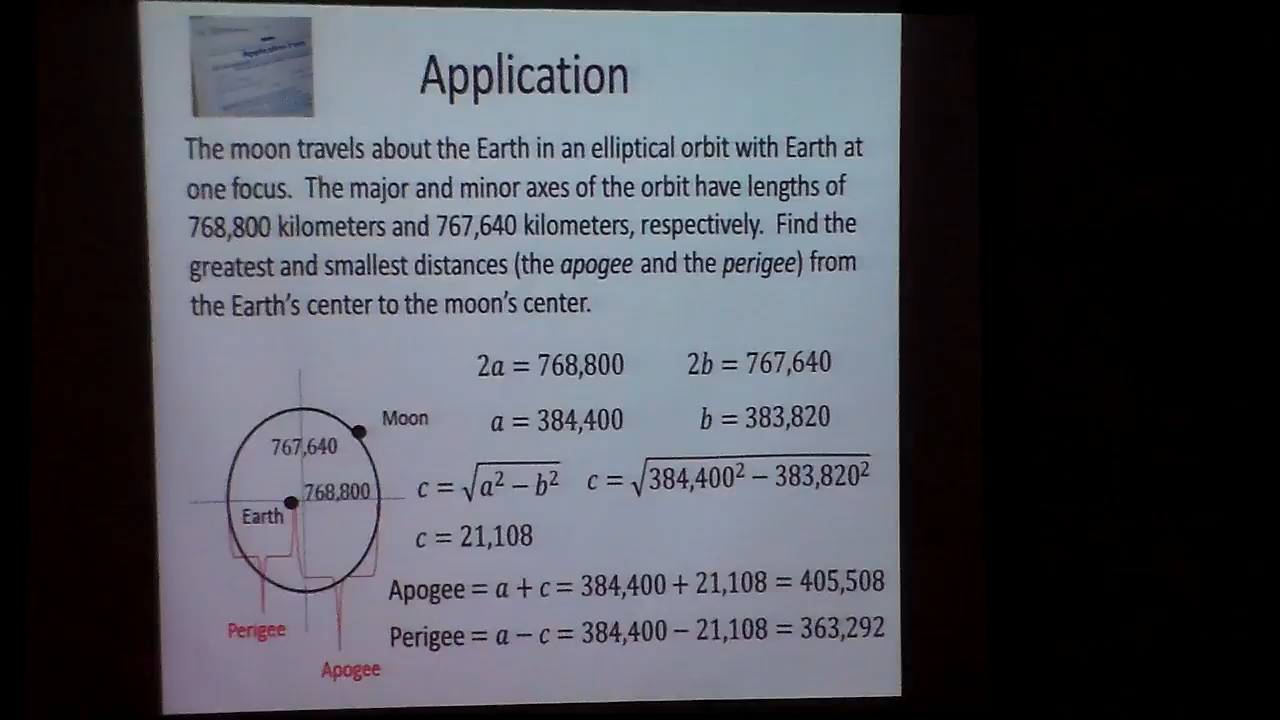 Application
The moon travels about the Earth in an elliptical orbit with Earth at
one focus. The major and minor axes of the orbit have lengths of
768,800 kilometers and 767,640 kilometers, respectively. Find the
greatest and smallest distances (the apogee and the perigee) from
the Earth's center to the moon's center.
2a = 768,800 2b = 767,640
a = 384,400 b = 383,820
Moon
767,640
768,800
Earth
c = √a² − b² c = √384,400² − 383,820²
c = 21,108
Apogee = a + c = 384,400 + 21,108 = 405,508
Perigee = a − c = 384,400 − 21,108 = 363,292
Perigee
Apogee